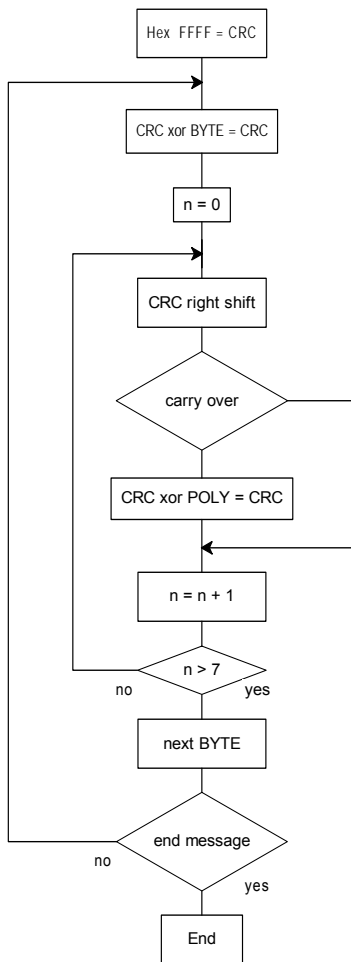 Hex FFFF = CRC
CRC xor BYTE = CRC
n = 0
CRC right shift
carry over
CRC xor POLY = CRC
n = n + 1
n > 7
no
yes
next BYTE
end message
no
yes
End